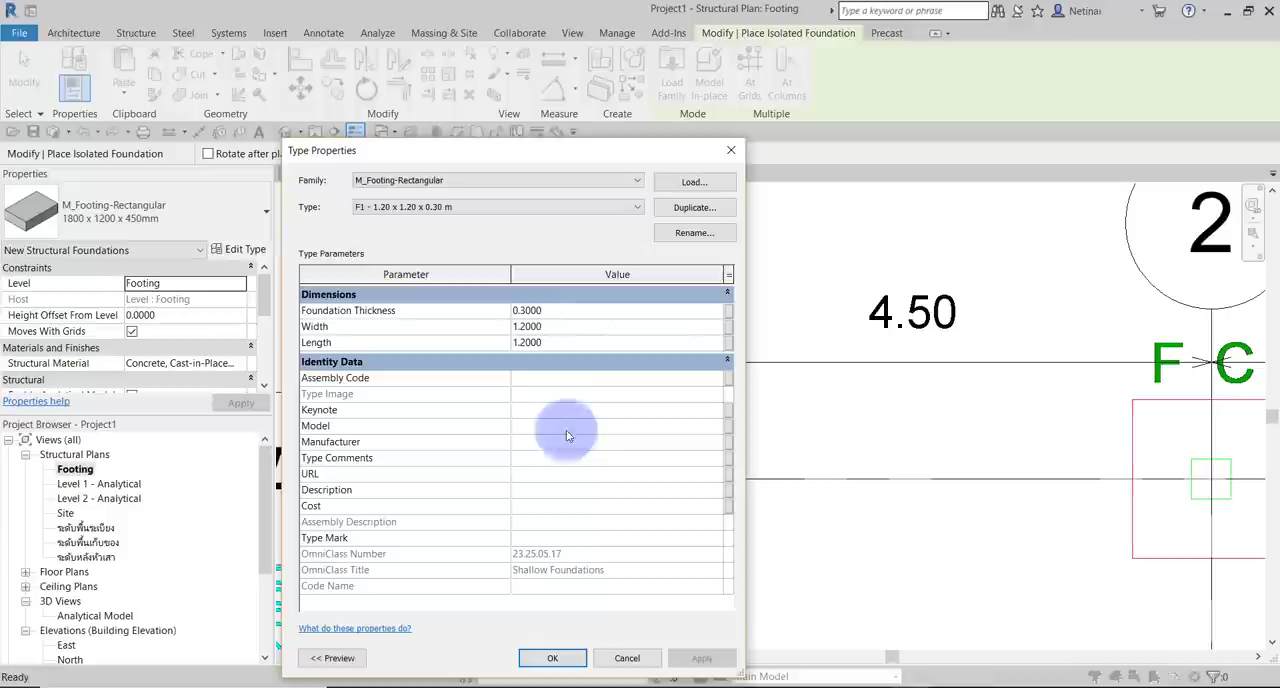 Project1 - Structural Plan: Footing
Type a keyword or phrase
Netinai
File Architecture Structure Steel Systems Insert Annotate Analyze Massing & Site Collaborate View Manage Add-Ins Modify | Place Isolated Foundation Precast
Modify
Paste
Cope
Cut
Join
Load Family
Model In-place
At Grids
At Columns
Select Properties Clipboard Geometry Modify View Measure Create Mode Multiple
Modify | Place Isolated Foundation
Rotate after pl
Properties
M_Footing-Rectangular
1800 x 1200 x 450mm
New Structural Foundations
Edit Type
Constraints
Level Footing
Host Level : Footing
Height Offset From Level 0.0000
Moves With Grids
Materials and Finishes
Structural Material Concrete, Cast-in-Place...
Structural
Properties help
Apply
Project Browser - Project1
Views (all)
Structural Plans
Footing
Level 1 - Analytical
Level 2 - Analytical
Site
ระดับพื้นระเบียง
ระดับพื้นเก็บของ
ระดับหลังคำเสา
Floor Plans
Ceiling Plans
3D Views
Analytical Model
Elevations (Building Elevation)
East
North
Ready
Type Properties
Family: M_Footing-Rectangular Load...
Type: F1 - 1.20 x 1.20 x 0.30 m Duplicate...
Rename...
Type Parameters
Parameter Value =
Dimensions
Foundation Thickness 0.3000
Width 1.2000
Length 1.2000
Identity Data
Assembly Code
Type Image
Keynote
Model
Manufacturer
Type Comments
URL
Description
Cost
Assembly Description
Type Mark
OmniClass Number 23.25.05.17
OmniClass Title Shallow Foundations
Code Name
What do these properties do?
<< Preview OK Cancel Apply
2
4.50
F C
Main Model
:0